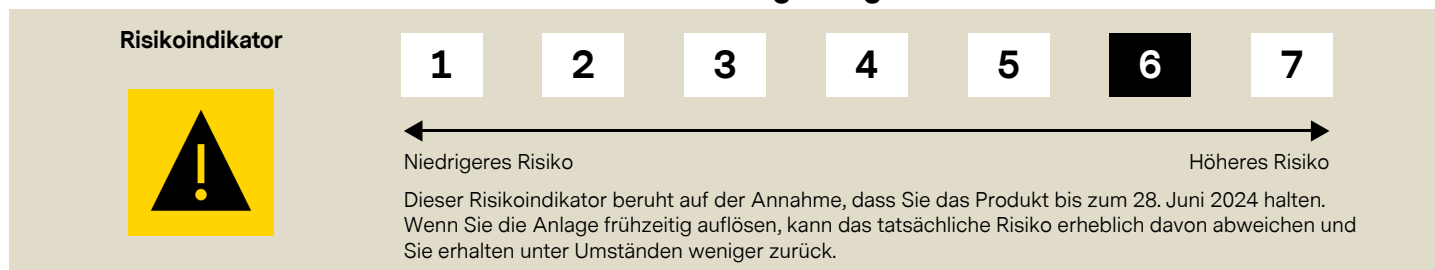 Risikoindikator
1 2 3 4 5 6 7
Niedrigeres Risiko Höheres Risiko
Dieser Risikoindikator beruht auf der Annahme, dass Sie das Produkt bis zum 28. Juni 2024 halten.
Wenn Sie die Anlage frühzeitig auflösen, kann das tatsächliche Risiko erheblich davon abweichen und
Sie erhalten unter Umständen weniger zurück.